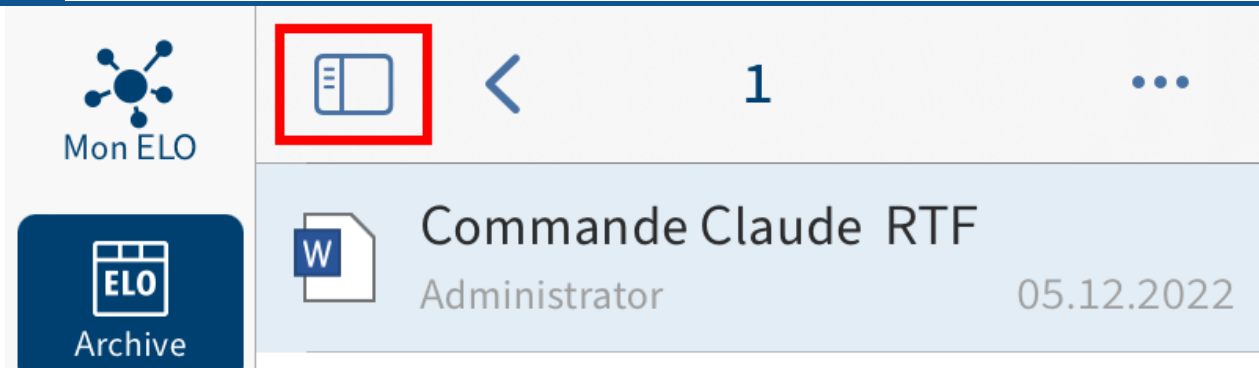 Mon ELO
1
...
W
Commande Claude RTF
Administrator
05.12.2022
ELO
Archive